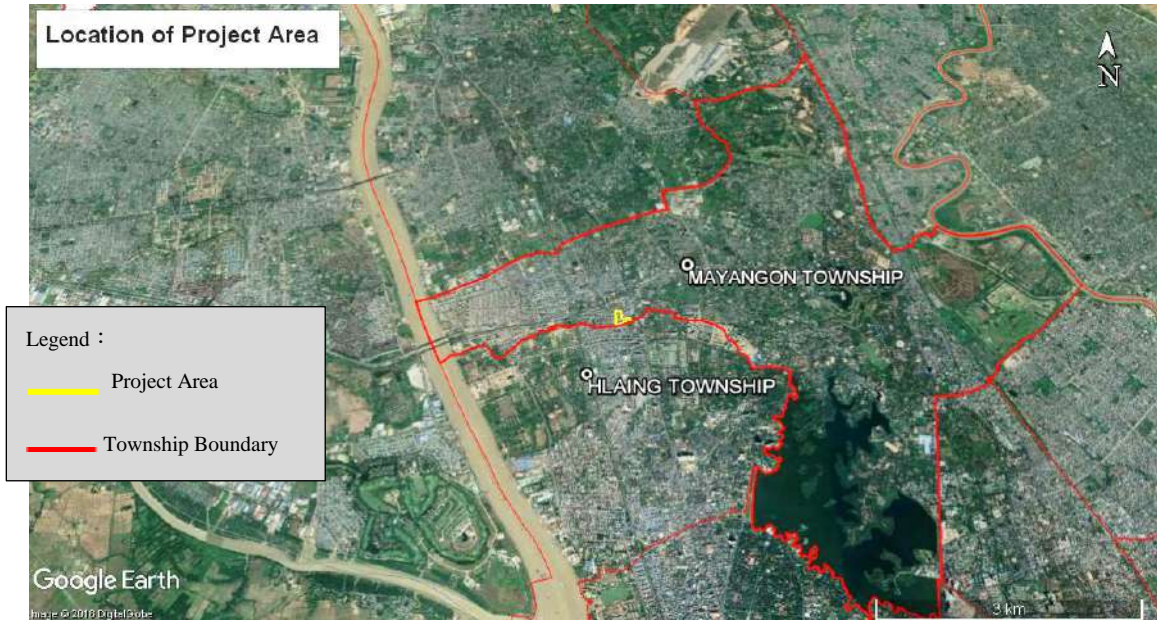 Location of Project Area
N
MAYANGON TOWNSHIP
HLAING TOWNSHIP
Legend：
Project Area
Township Boundary
Google Earth
Image © 2018 DigitalGlobe
3 km